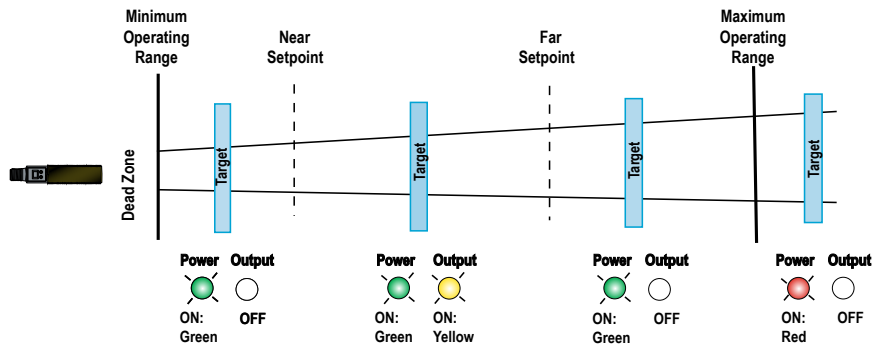 Minimum
Operating
Range
Near
Setpoint
Far
Setpoint
Maximum
Operating
Range
Dead Zone
Target
Target
Target
Target
Power Output
ON:
Green
OFF
Power Output
ON:
Green
ON:
Yellow
Power Output
ON:
Green
OFF
Power Output
ON:
Red
OFF